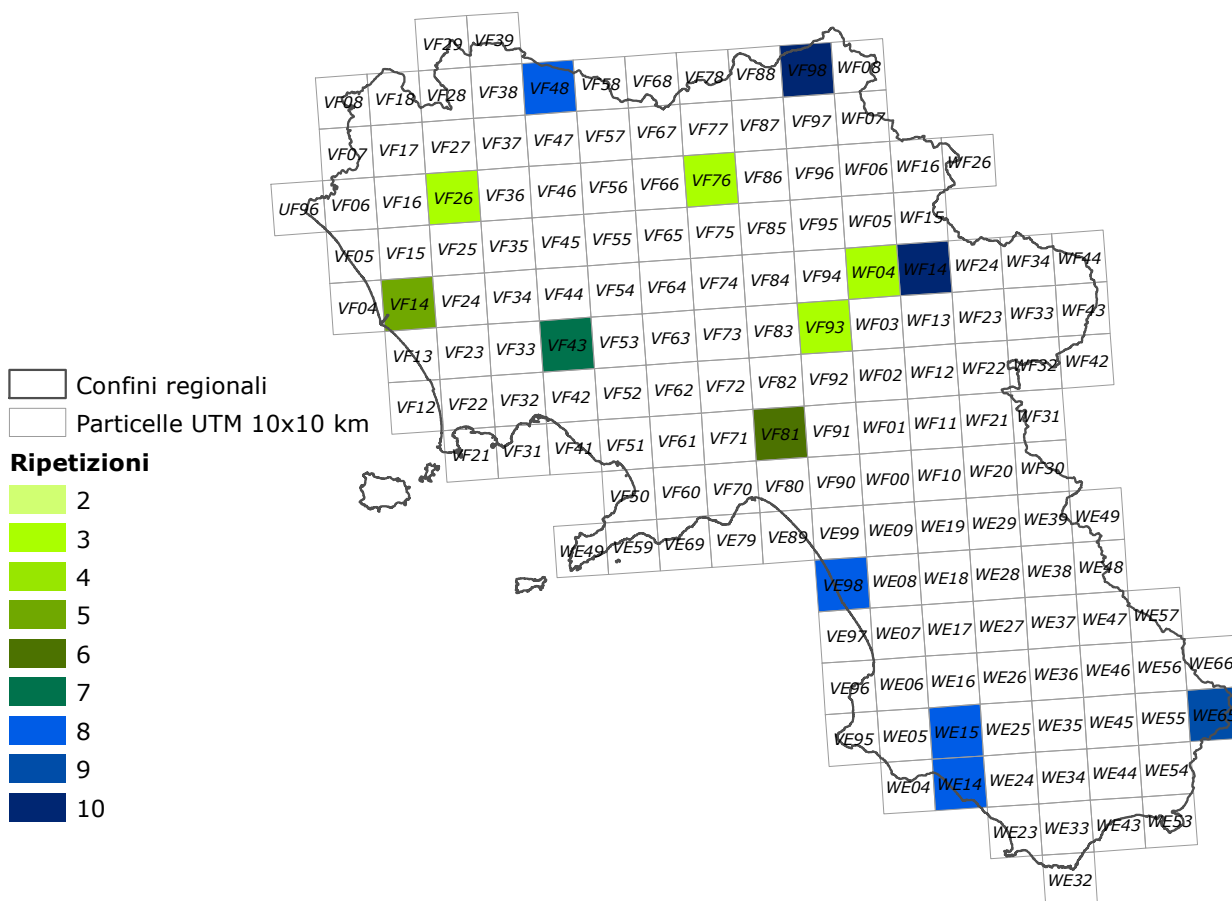 VF29 VF39
VF08 VF18 VF28 VF38 VF48 VF58 VF68 VF78 VF88 VF98 WF08
VF07 VF17 VF27 VF37 VF47 VF57 VF67 VF77 VF87 VF97 WF07
UF96 VF06 VF16 VF26 VF36 VF46 VF56 VF66 VF76 VF86 VF96 WF06 WF16 WF26
VF05 VF15 VF25 VF35 VF45 VF55 VF65 VF75 VF85 VF95 WF05 WF15
VF04 VF14 VF24 VF34 VF44 VF54 VF64 VF74 VF84 VF94 WF04 WF14 WF24 WF34 WF44
VF13 VF23 VF33 VF43 VF53 VF63 VF73 VF83 VF93 WF03 WF13 WF23 WF33 WF43
VF12 VF22 VF32 VF42 VF52 VF62 VF72 VF82 VF92 WF02 WF12 WF22 WF32 WF42
VF21 VF31 VF41 VF51 VF61 VF71 VF81 VF91 WF01 WF11 WF21 WF31
VF50 VF60 VF70 VF80 VF90 WF00 WF10 WF20 WF30
WE49 VE59 VE69 VE79 VE89 VE99 WE09 WE19 WE29 WE39 WE49
VE98 WE08 WE18 WE28 WE38 WE48
VE97 WE07 WE17 WE27 WE37 WE47 WE57
VE96 WE06 WE16 WE26 WE36 WE46 WE56 WE66
VE95 WE05 WE15 WE25 WE35 WE45 WE55 WE65
WE04 WE14 WE24 WE34 WE44 WE54
WE23 WE33 WE43 WE53
WE32
Confini regionali
Particelle UTM 10x10 km
Ripetizioni
2
3
4
5
6
7
8
9
10